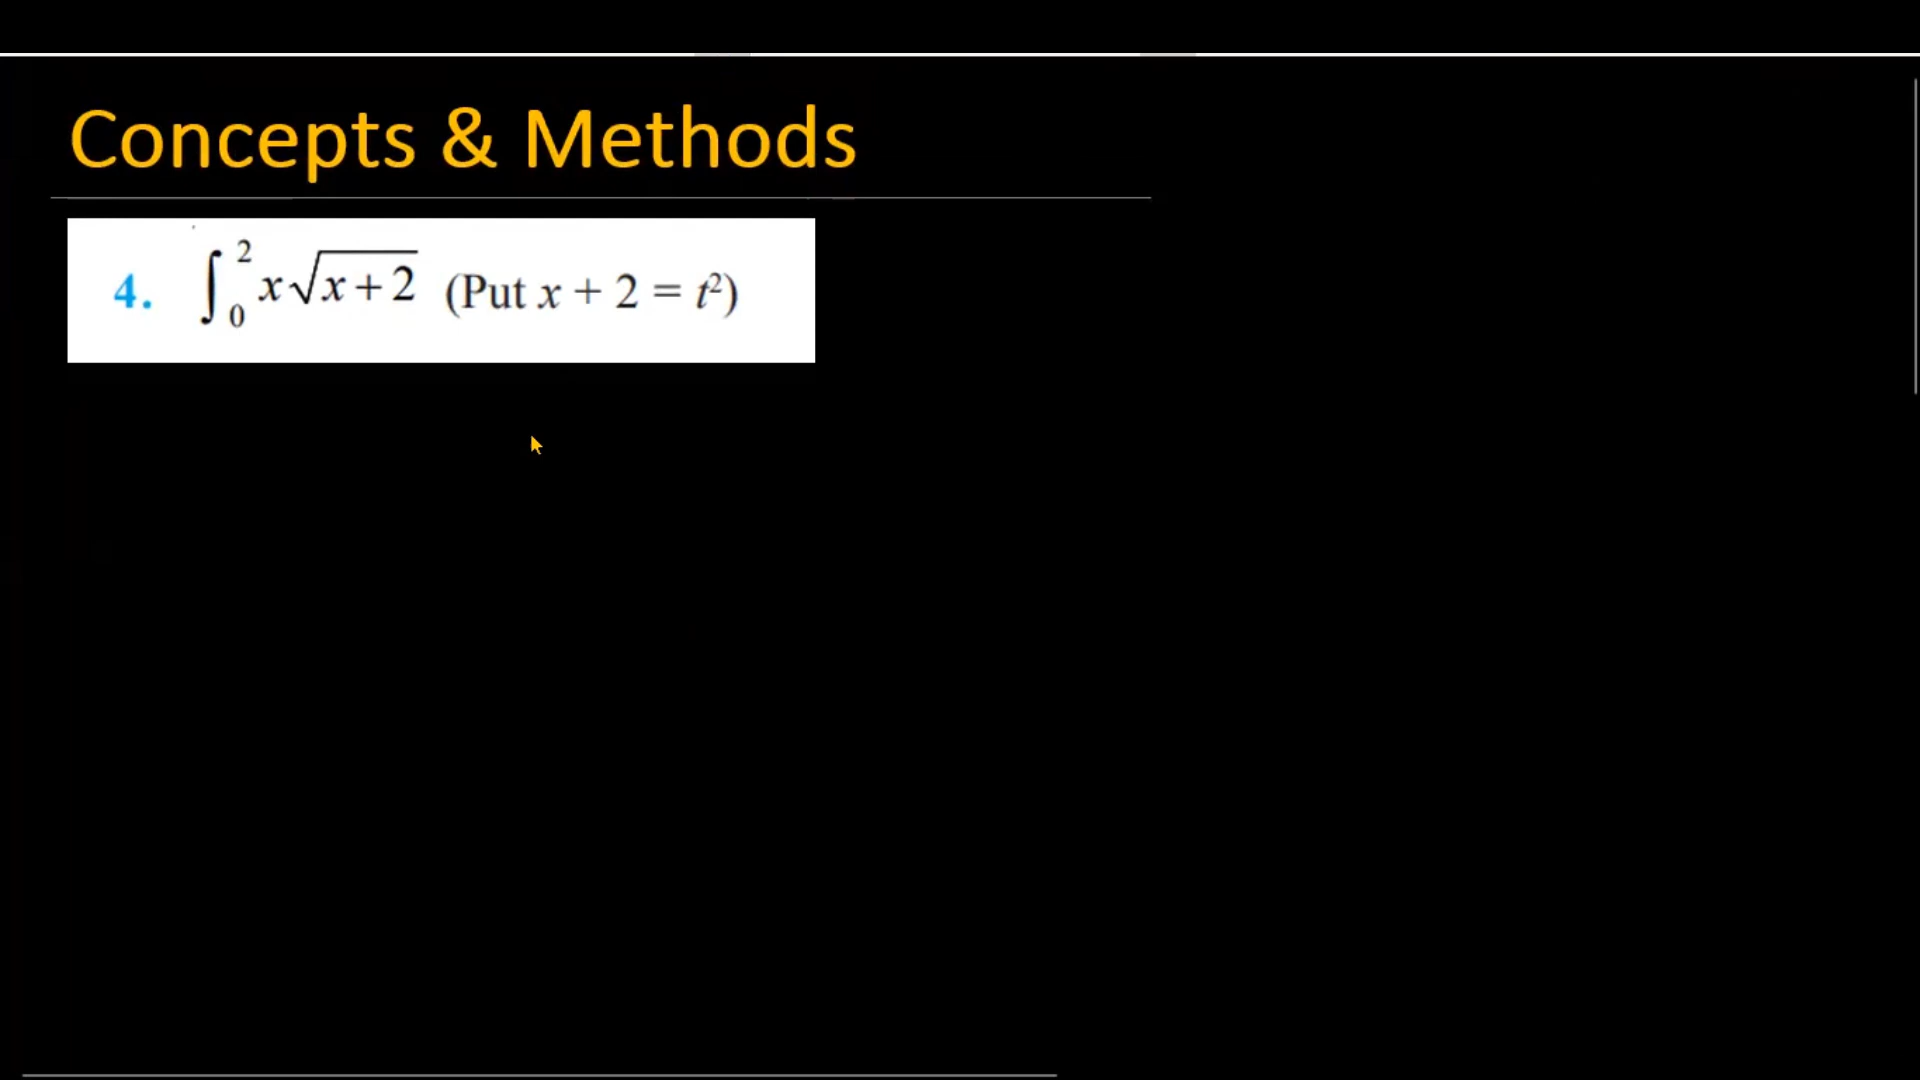 Concepts & Methods
4. ∫₀² x√(x+2) (Put x + 2 = t²)